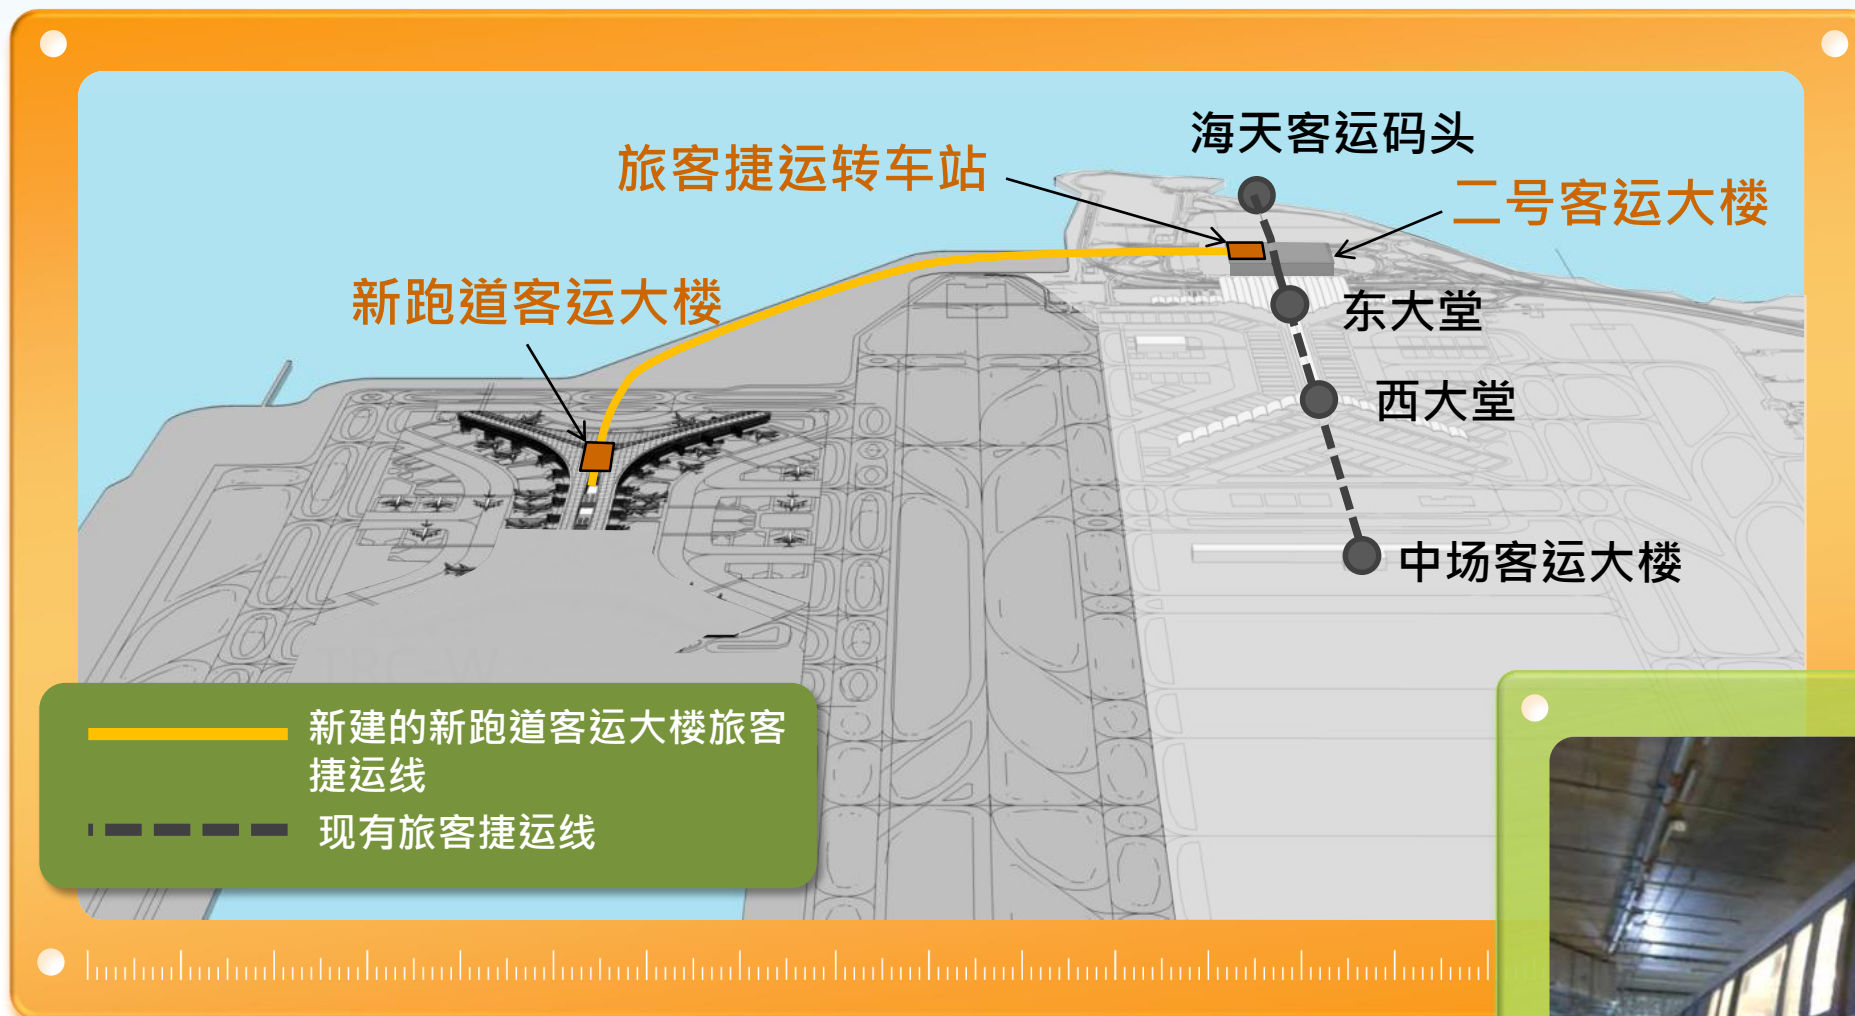 海天客运码头
旅客捷运转车站
二号客运大楼
新跑道客运大楼
东大堂
西大堂
中场客运大楼
新建的新跑道客运大楼旅客
捷运线
现有旅客捷运线